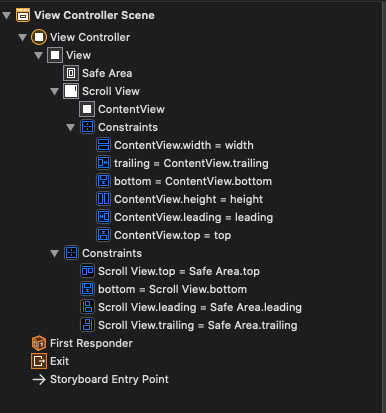 View Controller Scene
View Controller
View
Safe Area
Scroll View
ContentView
Constraints
ContentView.width = width
trailing = ContentView.trailing
bottom = ContentView.bottom
ContentView.height = height
ContentView.leading = leading
ContentView.top = top
Constraints
Scroll View.top = Safe Area.top
bottom = Scroll View.bottom
Scroll View.leading = Safe Area.leading
Scroll View.trailing = Safe Area.trailing
First Responder
Exit
Storyboard Entry Point